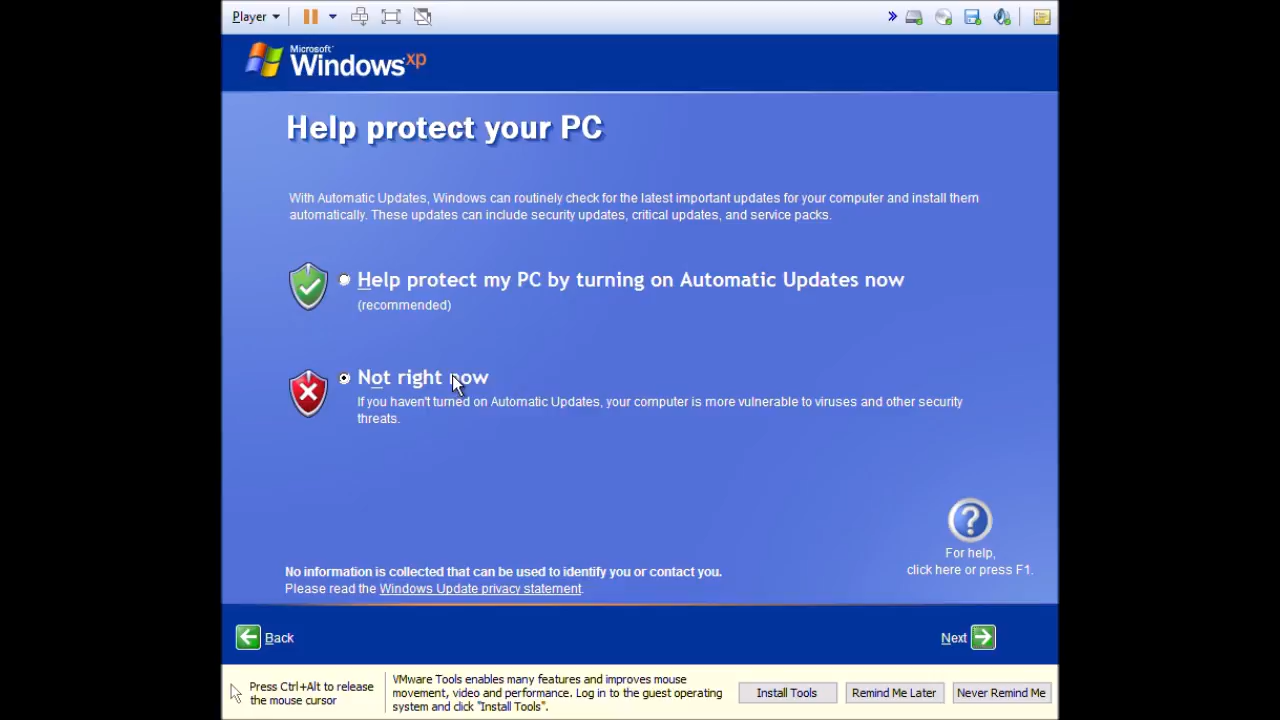 Player
Microsoft®
Windows xp
Help protect your PC
With Automatic Updates, Windows can routinely check for the latest important updates for your computer and install them
automatically. These updates can include security updates, critical updates, and service packs.
Help protect my PC by turning on Automatic Updates now
(recommended)
Not right now
If you haven't turned on Automatic Updates, your computer is more vulnerable to viruses and other security
threats.
For help,
click here or press F1.
No information is collected that can be used to identify you or contact you.
Please read the Windows Update privacy statement.
Back
Next
Press Ctrl+Alt to release
the mouse cursor
VMware Tools enables many features and improves mouse
movement, video and performance. Log in to the guest operating
system and click "Install Tools".
Install Tools
Remind Me Later
Never Remind Me